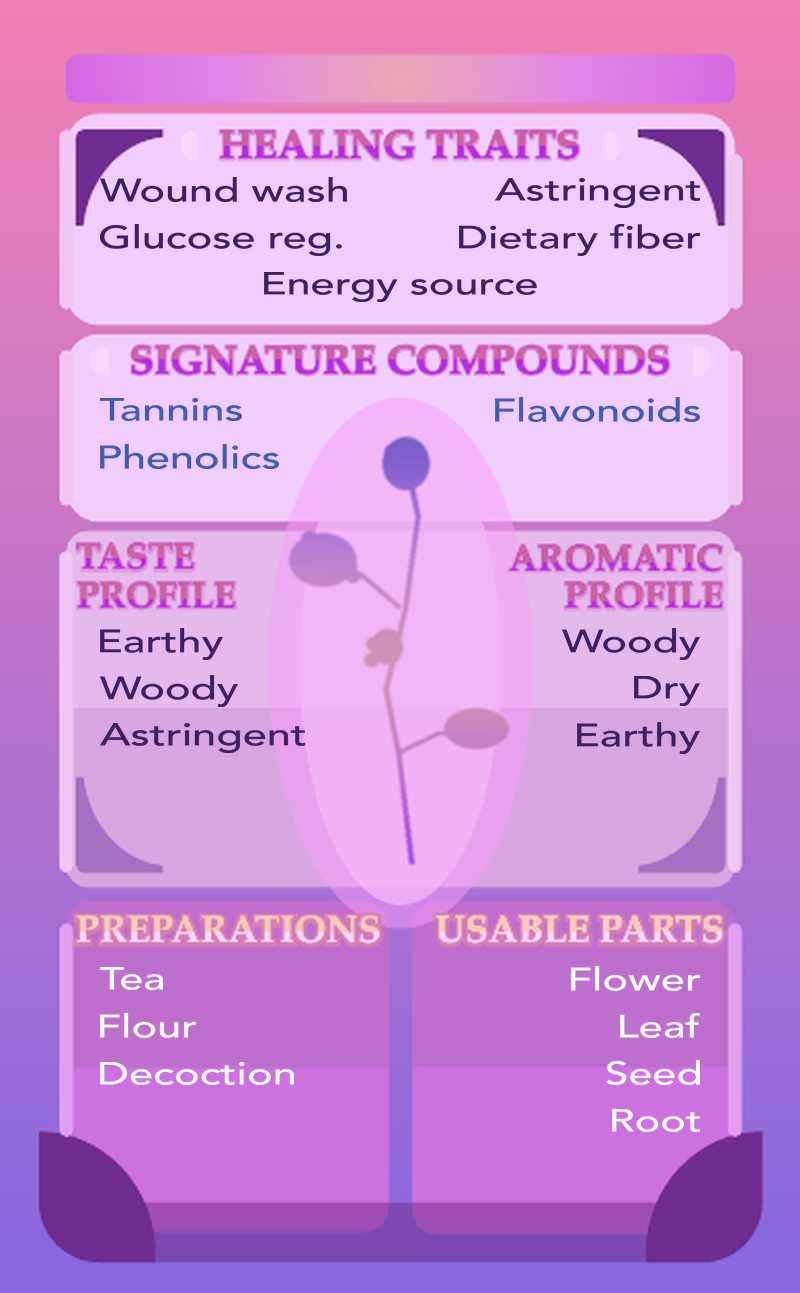 HEALING TRAITS
Wound wash Astringent
Glucose reg. Dietary fiber
Energy source
SIGNATURE COMPOUNDS
Tannins Flavonoids
Phenolics
TASTE PROFILE
Earthy
Woody
Astringent
AROMATIC PROFILE
Woody
Dry
Earthy
PREPARATIONS
Tea
Flour
Decoction
USABLE PARTS
Flower
Leaf
Seed
Root